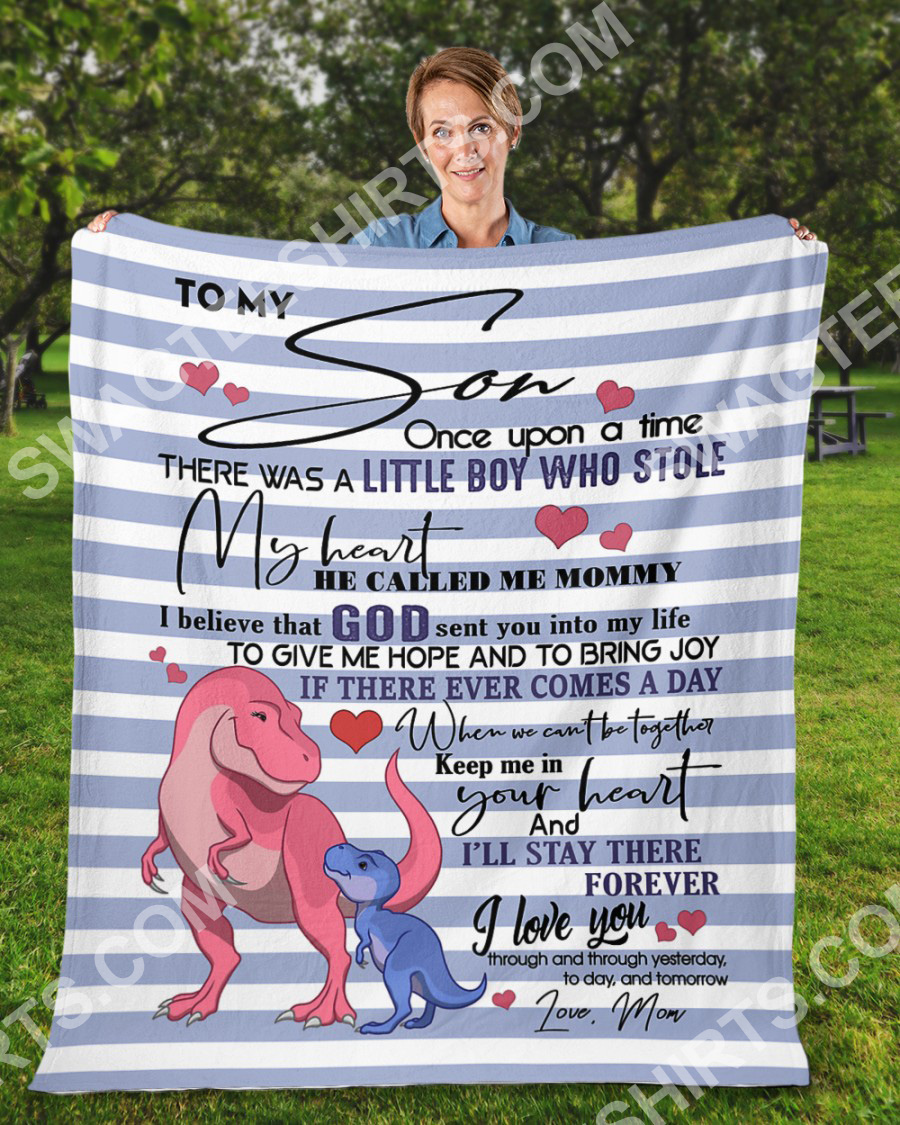 TO MY
Son
Once upon a time
THERE WAS A LITTLE BOY WHO STOLE
My heart
HE CALLED ME MOMMY
I believe that GOD sent you into my life
TO GIVE ME HOPE AND TO BRING JOY
IF THERE EVER COMES A DAY
When we can't be together
Keep me in
your heart
And
I'LL STAY THERE
FOREVER
I love you
through and through yesterday,
to day, and tomorrow
Love, Mom
SWAGTEESHIRTS.COM
SWAGTEE
RTS.COM
SHIRTS.COM